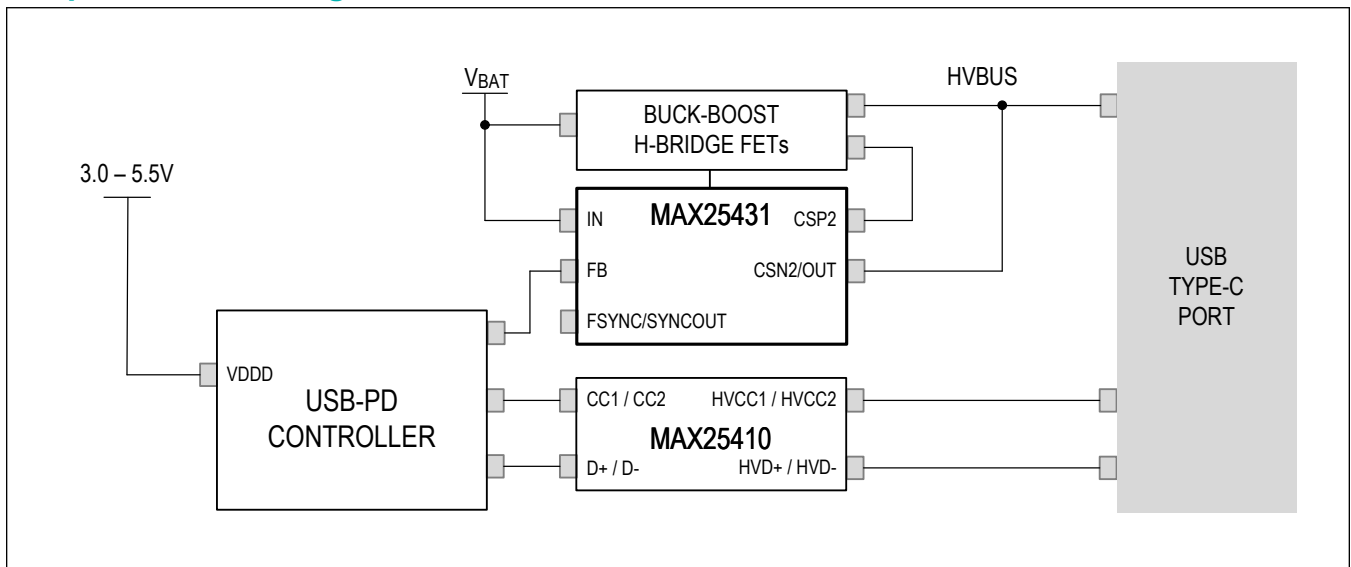 V_BAT
HVBUS
BUCK-BOOST
H-BRIDGE FETs
3.0 – 5.5V
IN
MAX25431
CSP2
FB
CSN2/OUT
FSYNC/SYNCOUT
USB
TYPE-C
PORT
VDDD
USB-PD
CONTROLLER
CC1 / CC2
HVCC1 / HVCC2
MAX25410
D+ / D-
HVD+ / HVD-